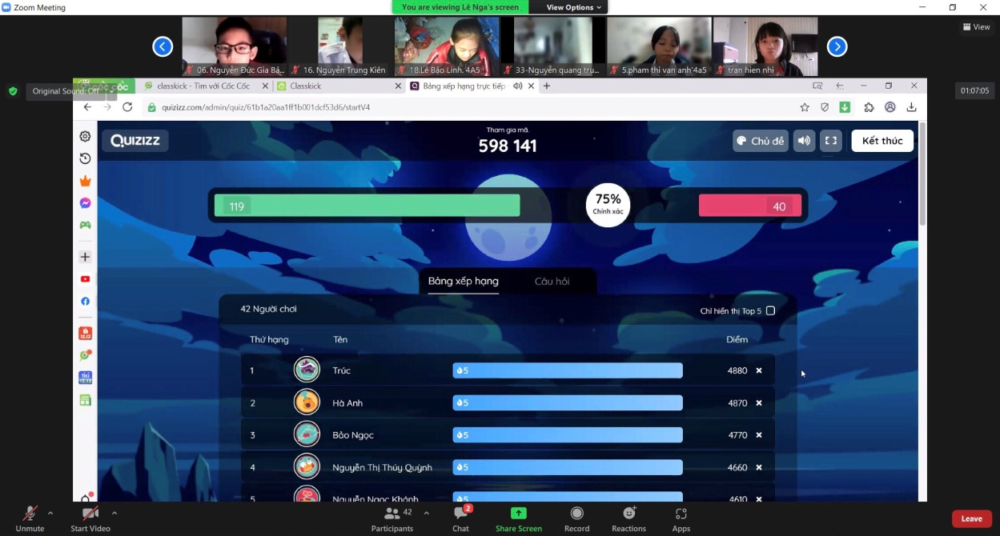 Zoom Meeting
You are viewing Lê Nga's screen
View Options
View
06. Nguyễn Đức Gia Bả...
16. Nguyễn Trung Kiên
18.Lê Bảo Linh. 4A5
33-Nguyễn quang tru...
5.pham thi van anh'4a5
tran hien nhi
Original Sound: Off
cốc
classkick - Tìm với Cốc Cốc
Classkick
Bảng xếp hạng trực tiếp
01:07:05
quizizz.com/admin/quiz/61b1a20aa1ff1b001dcf53d6/startV4
Quizizz
Tham gia mã.
598 141
Chủ đề
Kết thúc
119
75%
Chính xác
40
Bảng xếp hạng
Câu hỏi
42 Người chơi
Chỉ hiển thị Top 5
Thứ hạng
Tên
Điểm
1 Trúc 5 4880
2 Hà Anh 5 4870
3 Bảo Ngọc 5 4770
4 Nguyễn Thị Thúy Quỳnh 5 4660
5 Nguyễn Ngọc Khánh 5 4610
Unmute
Start Video
42
Participants
2
Chat
Share Screen
Record
Reactions
Apps
Leave